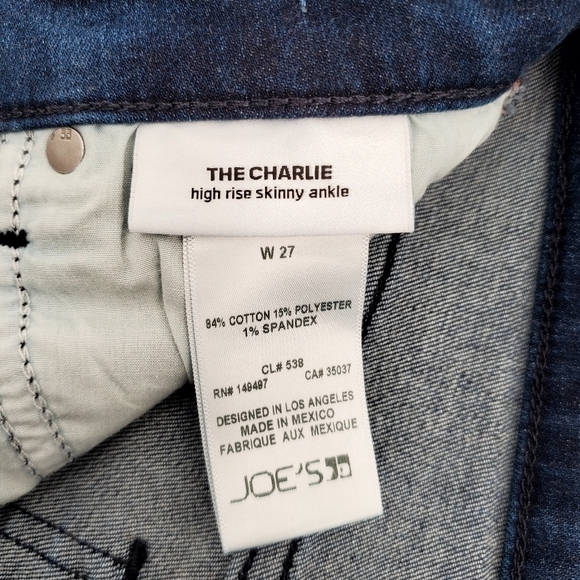 THE CHARLIE
high rise skinny ankle
W 27
84% COTTON 15% POLYESTER
1% SPANDEX
CL# 538
RN# 149497 CA# 35037
DESIGNED IN LOS ANGELES
MADE IN MEXICO
FABRIQUE AUX MEXIQUE
JOE'S